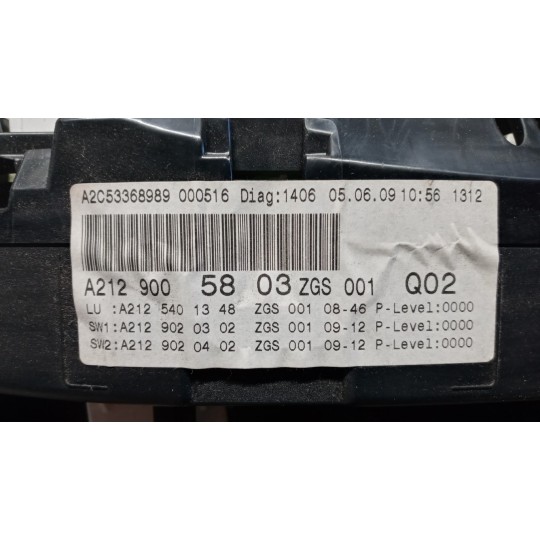 A2C53368989 000516 Diag:1406 05.06.09 10:56 1312
A212 900 58 03 ZGS 001 Q02
LU :A212 540 13 48 ZGS 001 08-46 P-Level:0000
SW1:A212 902 03 02 ZGS 001 09-12 P-Level:0000
SW2:A212 902 04 02 ZGS 001 09-12 P-Level:0000